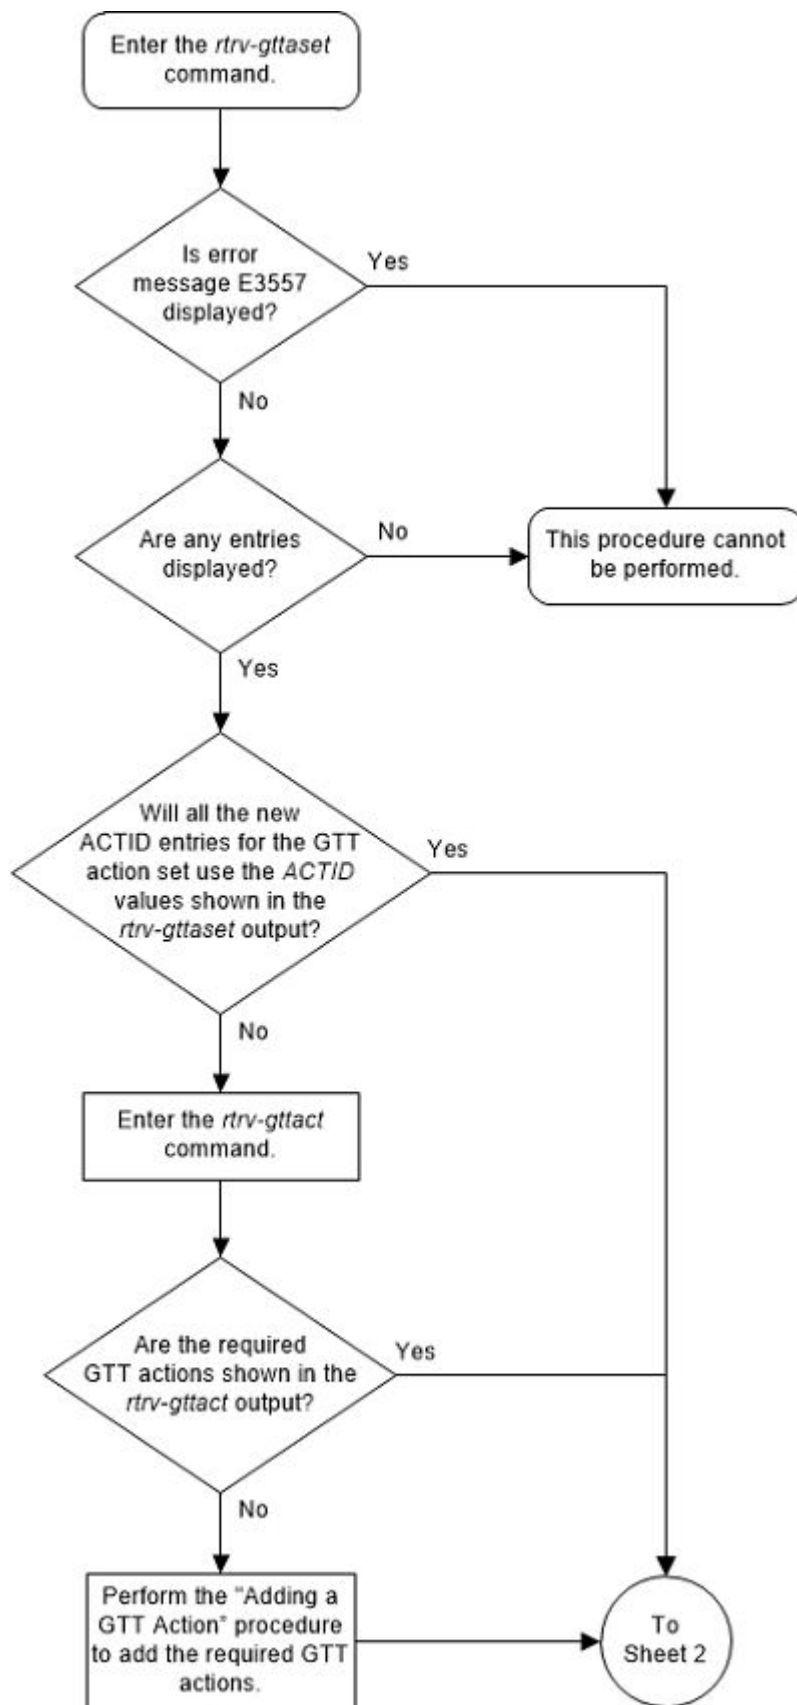 Enter the rtrv-gttaset
command.
Is error
message E3557
displayed?
Yes
No
Are any entries
displayed?
No
This procedure cannot
be performed.
Yes
Will all the new
ACTID entries for the GTT
action set use the ACTID
values shown in the
rtrv-gttaset output?
Yes
No
Enter the rtrv-gttact
command.
Are the required
GTT actions shown in the
rtrv-gttact output?
Yes
No
Perform the “Adding a
GTT Action” procedure
to add the required GTT
actions.
To
Sheet 2